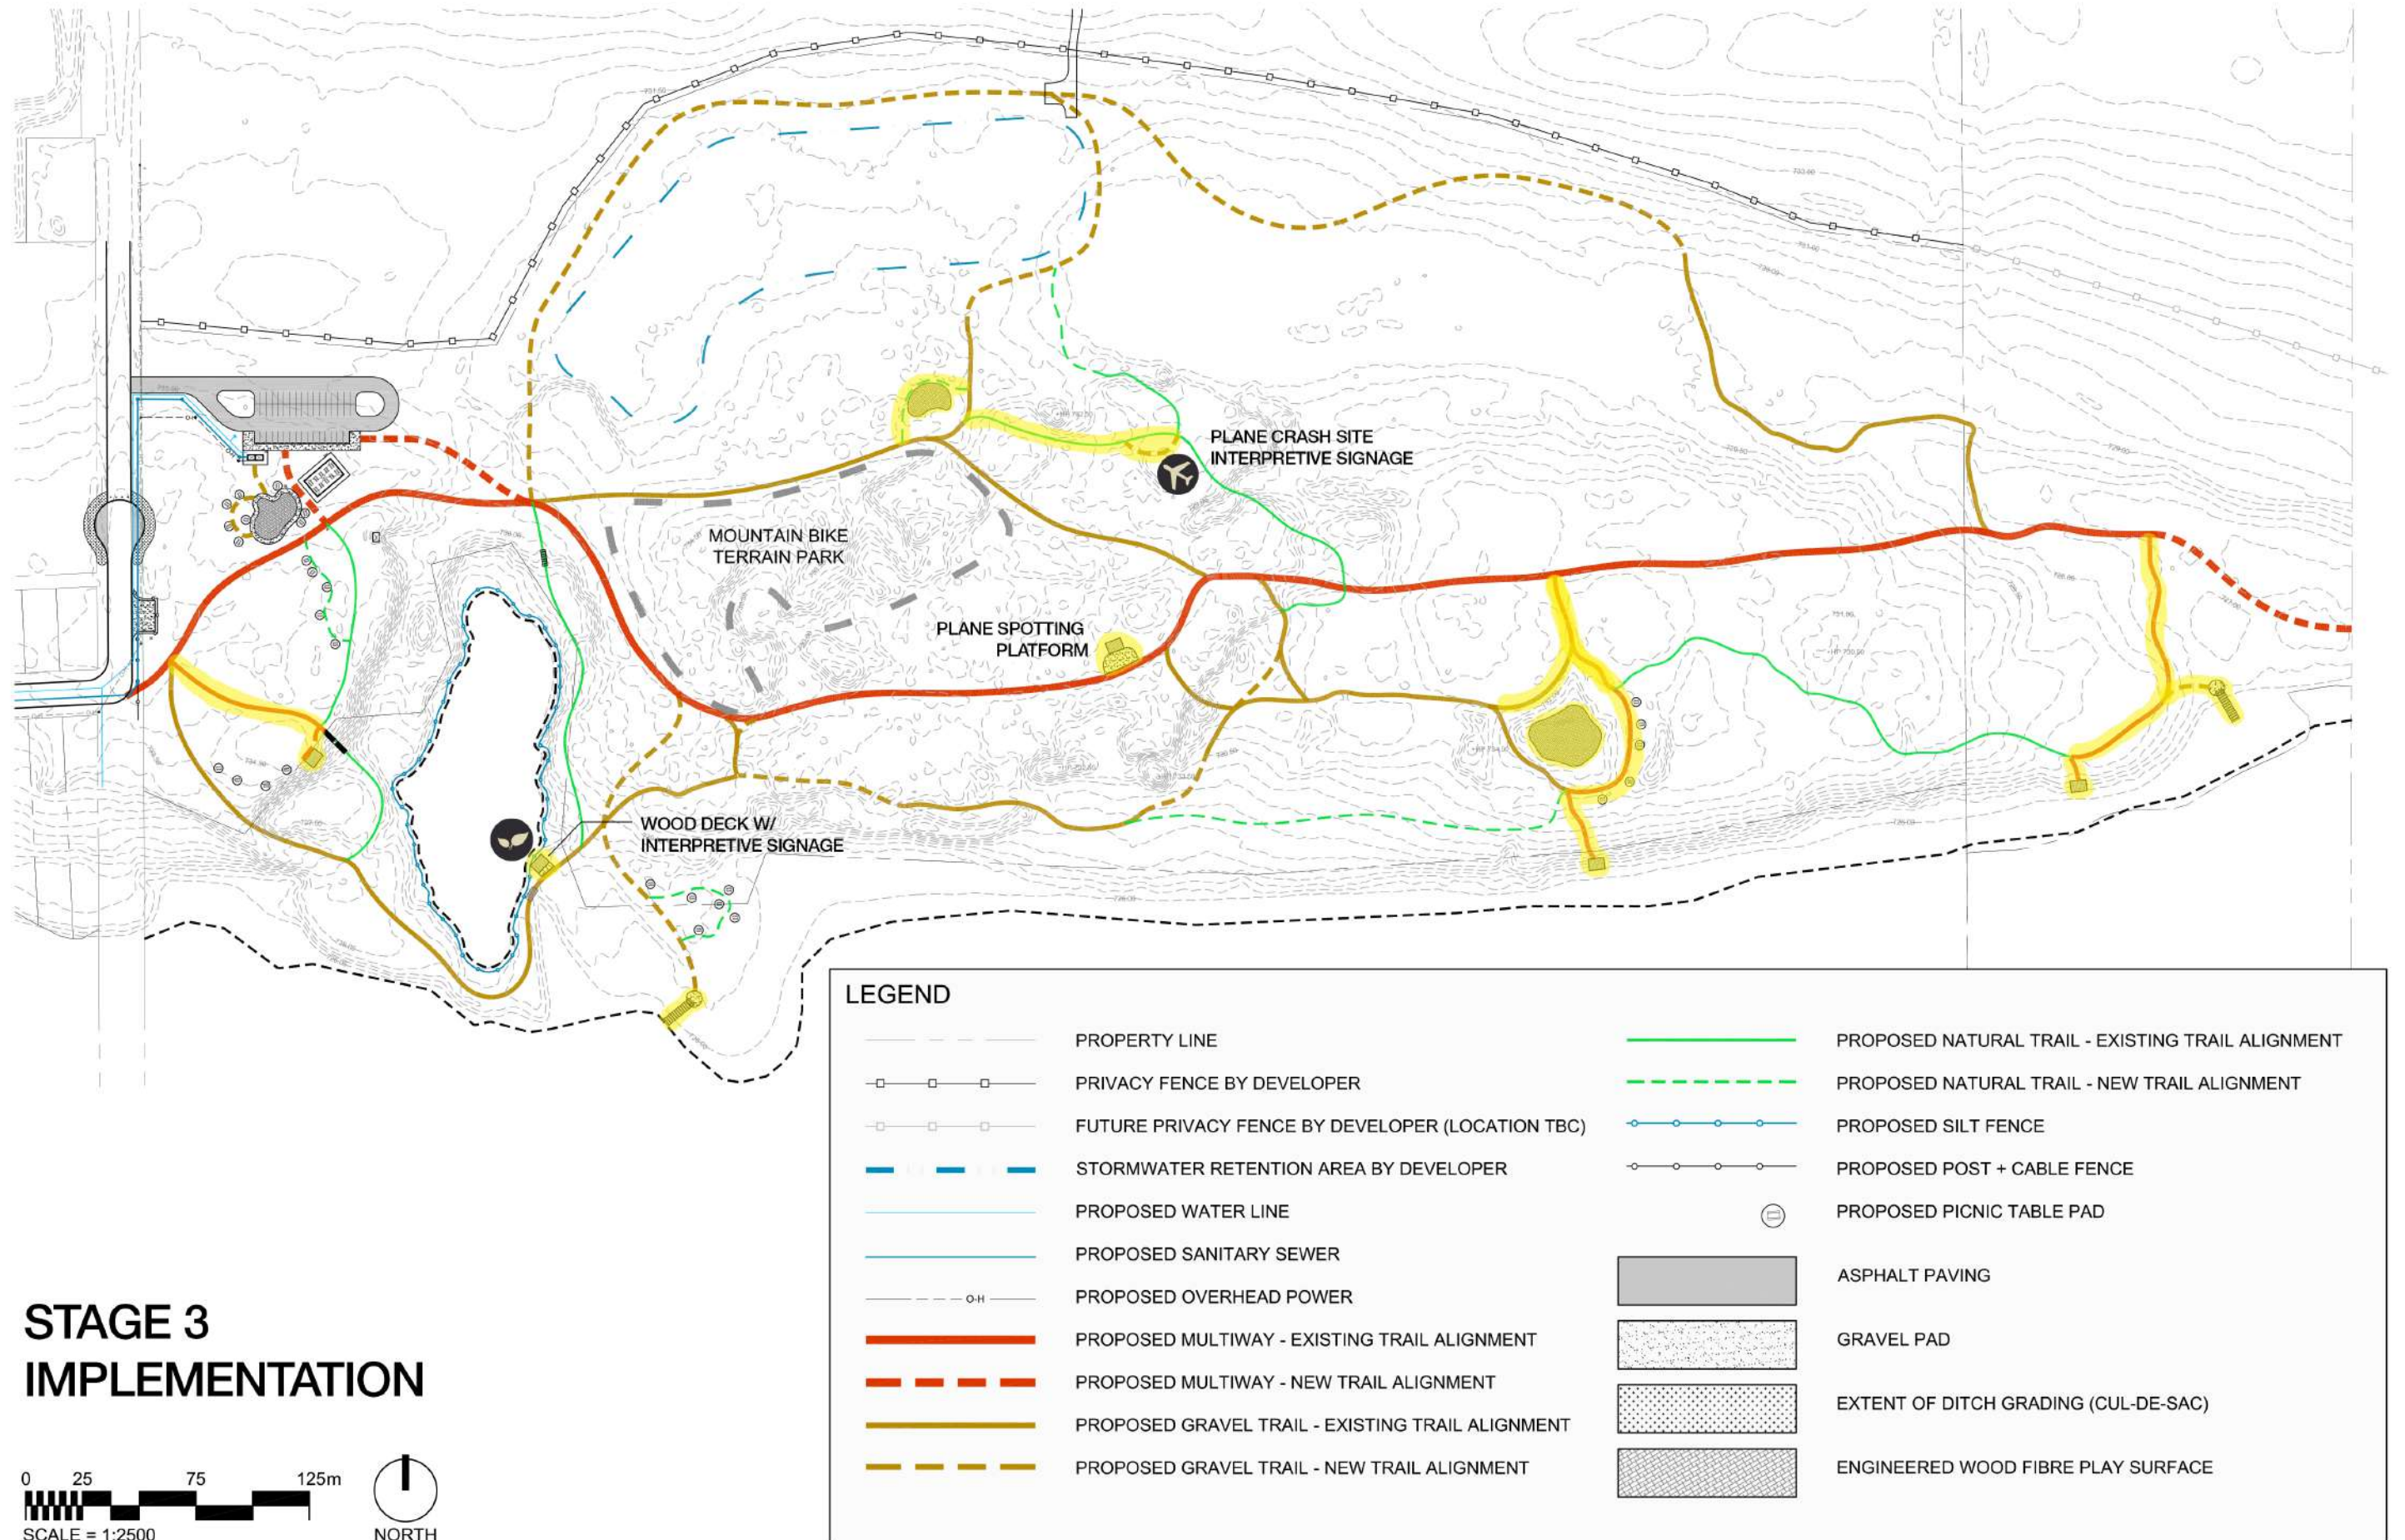 PLANE CRASH SITE
INTERPRETIVE SIGNAGE
MOUNTAIN BIKE
TERRAIN PARK
PLANE SPOTTING
PLATFORM
WOOD DECK W/
INTERPRETIVE SIGNAGE
LEGEND
PROPERTY LINE
PRIVACY FENCE BY DEVELOPER
FUTURE PRIVACY FENCE BY DEVELOPER (LOCATION TBC)
STORMWATER RETENTION AREA BY DEVELOPER
PROPOSED WATER LINE
PROPOSED SANITARY SEWER
O-H
PROPOSED OVERHEAD POWER
PROPOSED MULTIWAY - EXISTING TRAIL ALIGNMENT
PROPOSED MULTIWAY - NEW TRAIL ALIGNMENT
PROPOSED GRAVEL TRAIL - EXISTING TRAIL ALIGNMENT
PROPOSED GRAVEL TRAIL - NEW TRAIL ALIGNMENT
PROPOSED NATURAL TRAIL - EXISTING TRAIL ALIGNMENT
PROPOSED NATURAL TRAIL - NEW TRAIL ALIGNMENT
PROPOSED SILT FENCE
PROPOSED POST + CABLE FENCE
PROPOSED PICNIC TABLE PAD
ASPHALT PAVING
GRAVEL PAD
EXTENT OF DITCH GRADING (CUL-DE-SAC)
ENGINEERED WOOD FIBRE PLAY SURFACE
STAGE 3
IMPLEMENTATION
0 25 75 125m
SCALE = 1:2500
NORTH